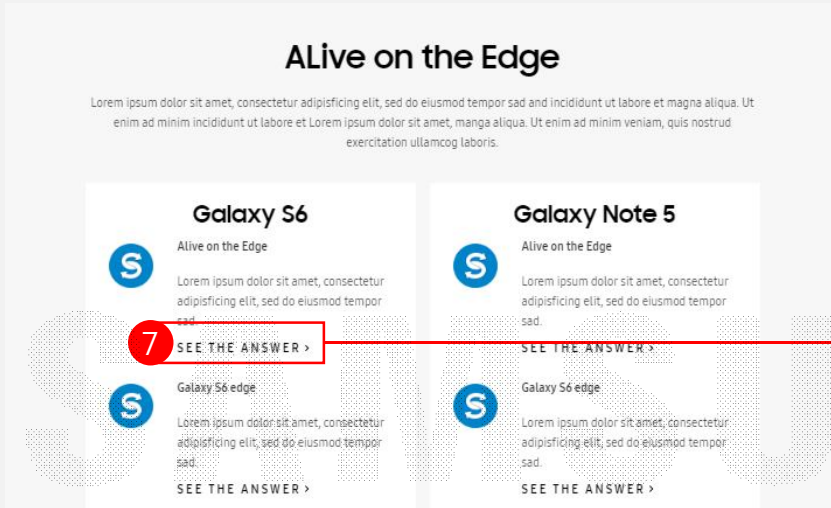 ALive on the Edge
Lorem ipsum dolor sit amet, consectetur adipisficing elit, sed do eiusmod tempor sad and incididunt ut labore et magna aliqua. Ut
enim ad minim incididunt ut labore et Lorem ipsum dolor sit amet, manga aliqua. Ut enim ad minim veniam, quis nostrud
exercitation ullamcog laboris.
Galaxy S6
S
Alive on the Edge
Lorem ipsum dolor sit amet, consectetur
adipisficing elit, sed do eiusmod tempor
sad.
7
SEE THE ANSWER >
S
Galaxy S6 edge
Lorem ipsum dolor sit amet, consectetur
adipisficing elit, sed do eiusmod tempor
sad.
SEE THE ANSWER >
Galaxy Note 5
S
Alive on the Edge
Lorem ipsum dolor sit amet, consectetur
adipisficing elit, sed do eiusmod tempor
sad.
SEE THE ANSWER >
S
Galaxy S6 edge
Lorem ipsum dolor sit amet, consectetur
adipisficing elit, sed do eiusmod tempor
sad.
SEE THE ANSWER >
SAMSU